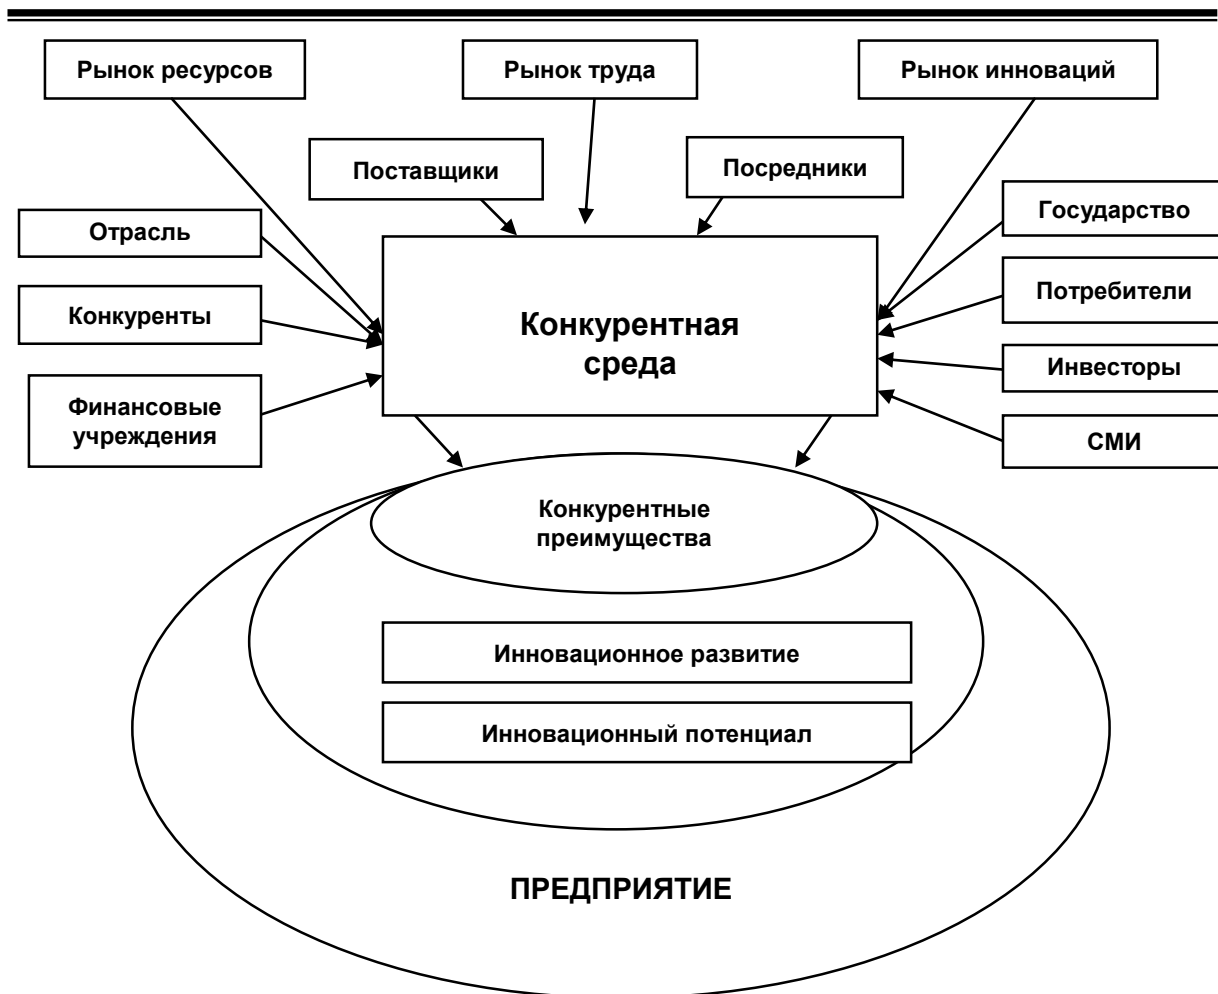 Рынок ресурсов
Рынок труда
Рынок инноваций
Поставщики
Посредники
Государство
Отрасль
Потребители
Конкуренты
Конкурентная
среда
Инвесторы
Финансовые
учреждения
СМИ
Конкурентные
преимущества
Инновационное развитие
Инновационный потенциал
ПРЕДПРИЯТИЕ